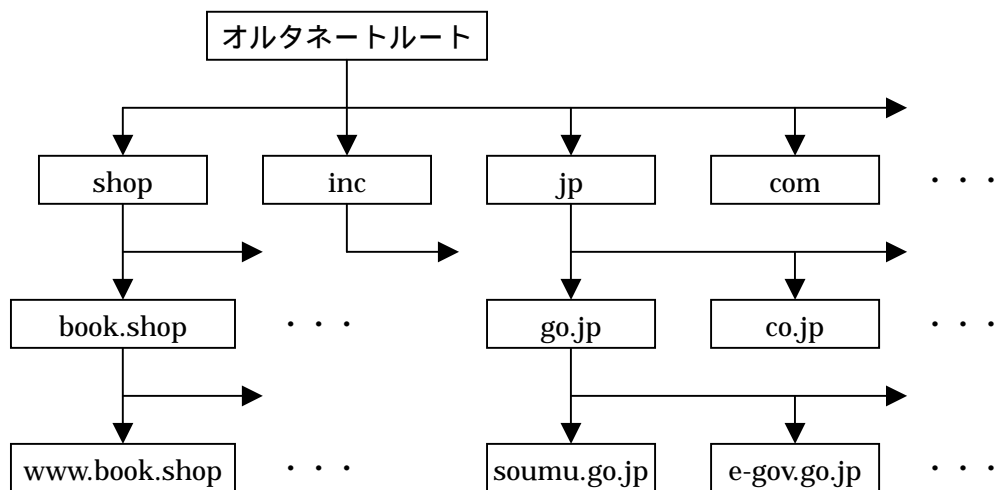 オルタネートルート
shop inc jp com ・・・
book.shop ・・・ go.jp co.jp ・・・
www.book.shop ・・・ soumu.go.jp e-gov.go.jp ・・・